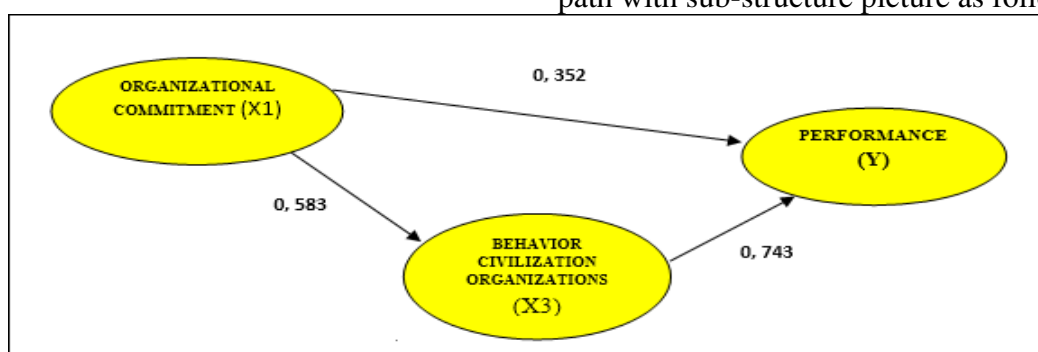 path with sub-structure picture as
ORGANIZATIONAL
COMMITMENT (X1)
0, 352
PERFORMANCE
(Y)
0, 583
BEHAVIOR
CIVILIZATION
ORGANIZATIONS
(X3)
0, 743